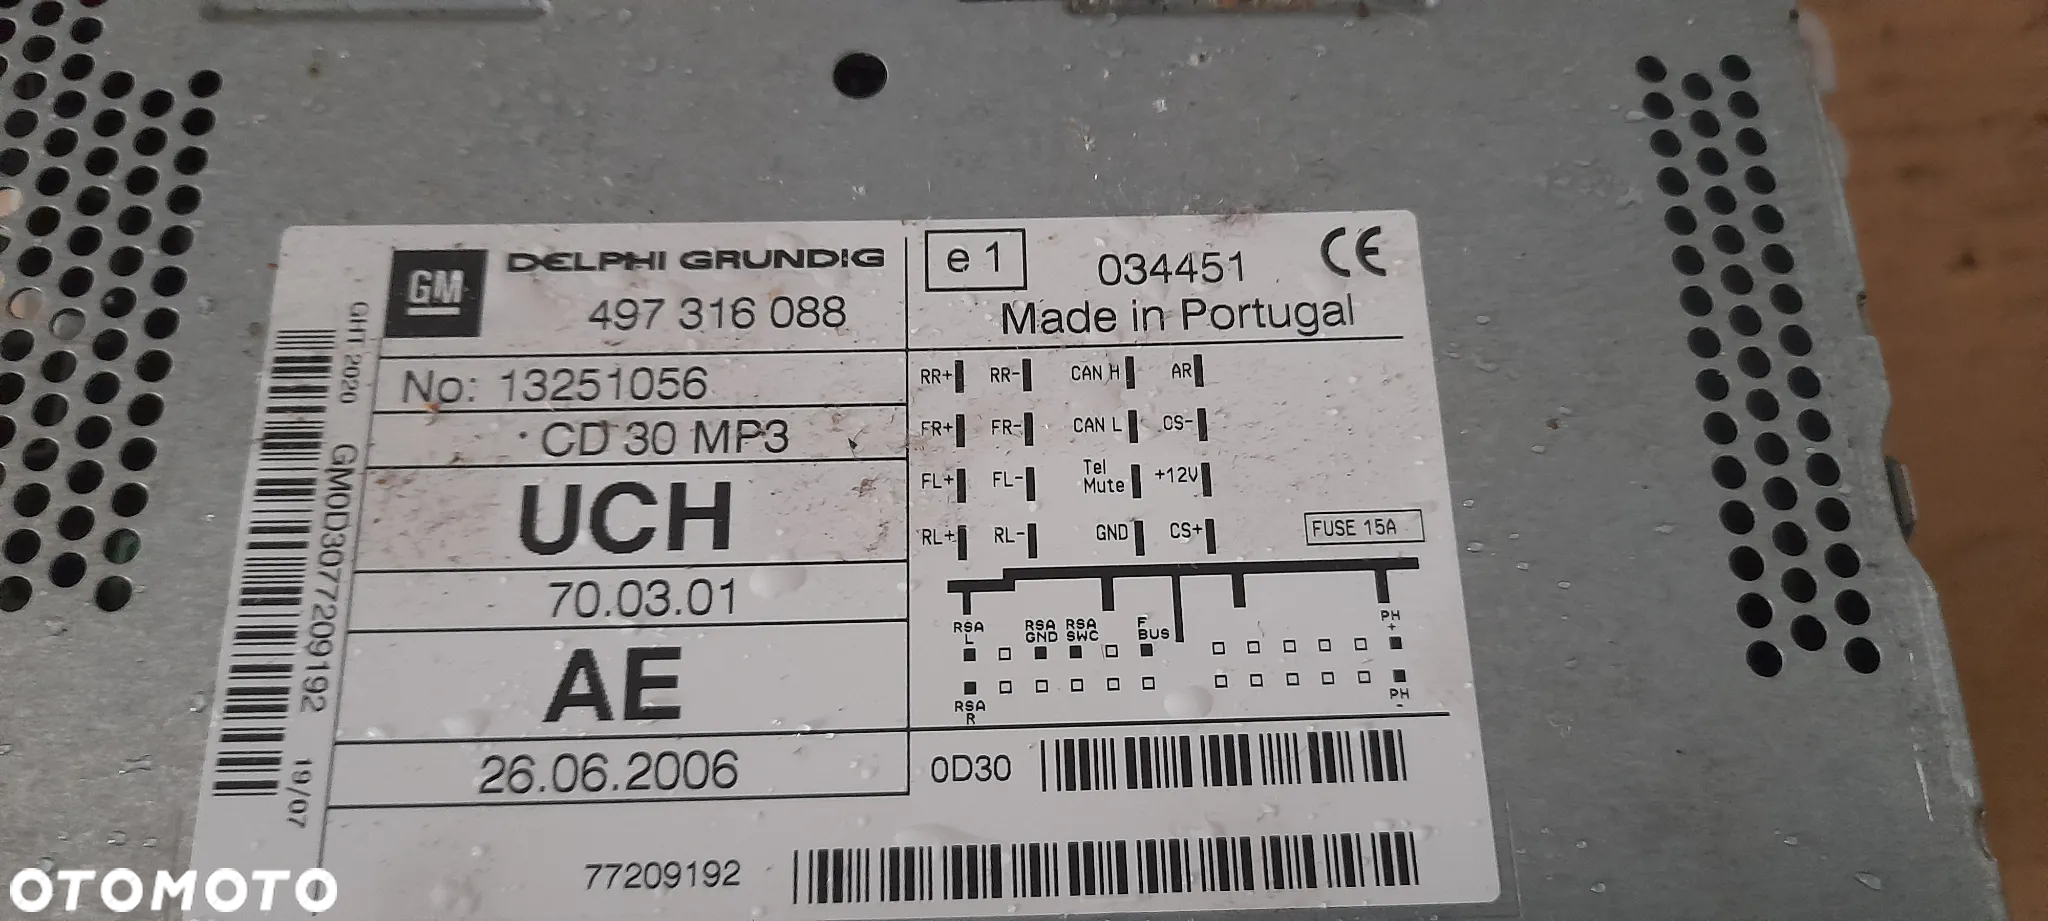 GM
DELPHI GRUNDIG
497 316 088
No: 13251056
CD 30 MP3
UCH
70.03.01
AE
26.06.2006
e 1
034451
CE
Made in Portugal
RR+ RR- CAN H AR
FR+ FR- CAN L CS-
FL+ FL- Tel Mute +12V
RL+ RL- GND CS+
FUSE 15A
RSA L
RSA GND
RSA SWC
F BUS
PH +
RSA R
PH -
0D30
77209192
GHT 2020
GM0D3077209192
19/07
OTOMOTO